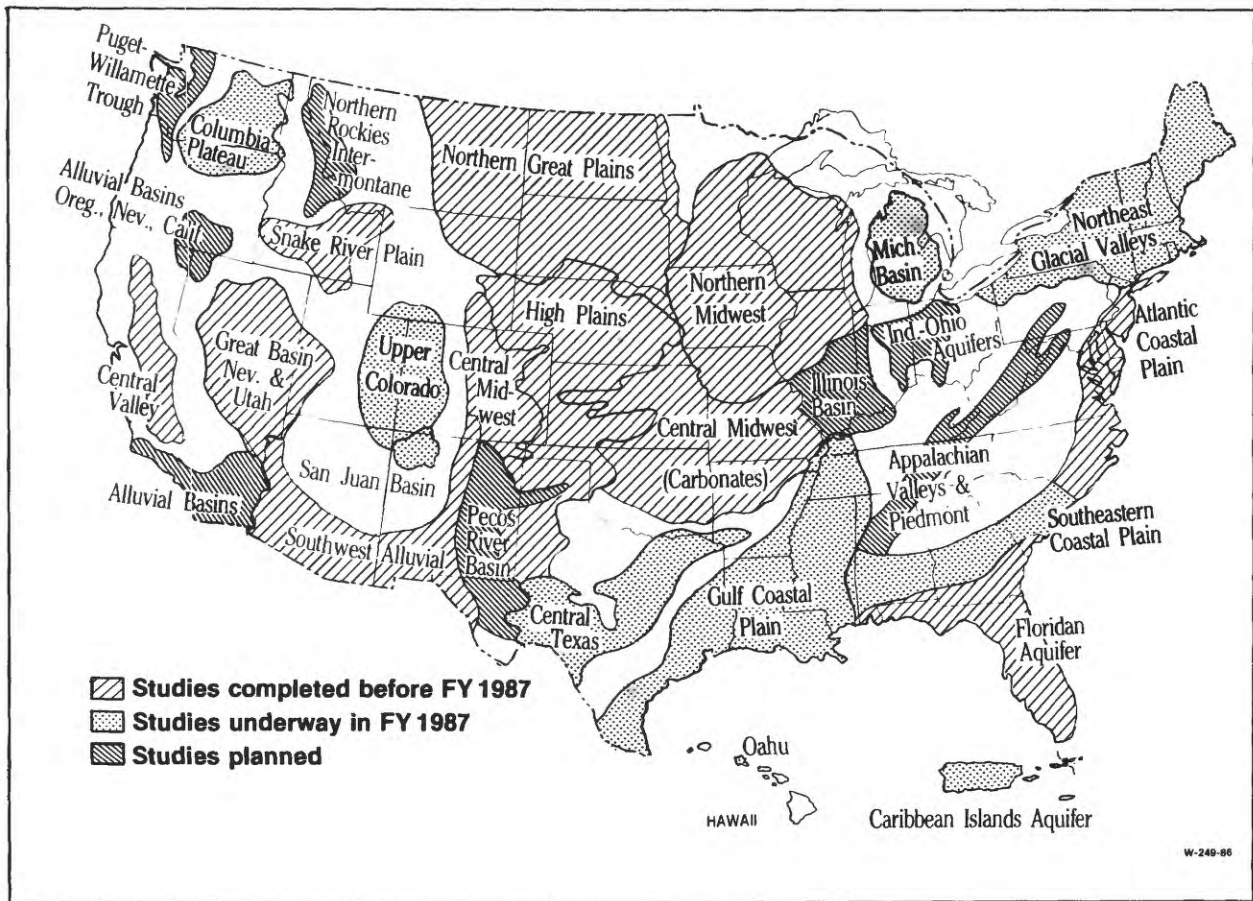 Puget-
Willamette
Trough
Columbia
Plateau
Northern
Rockies
Inter-
montane
Northern Great Plains
Alluvial Basins
Oreg., Nev., Calif.
Snake River Plain
Mich.
Basin
Northeast
Glacial Valleys
Northern
Midwest
High Plains
Great Basin
Nev. &
Utah
Upper
Colorado
Central
Mid-
west
Central
Valley
Ind.-Ohio
Aquifers
Atlantic
Coastal
Plain
Illinois
Basin
Central Midwest
(Carbonates)
San Juan Basin
Alluvial Basins
Appalachian
Valleys &
Piedmont
Southwest Alluvial
Pecos
River
Basin
Southeastern
Coastal Plain
Central
Texas
Gulf Coastal
Plain
Floridan
Aquifer
Studies completed before FY 1987
Studies underway in FY 1987
Studies planned
Oahu
HAWAII
Caribbean Islands Aquifer
W-249-86